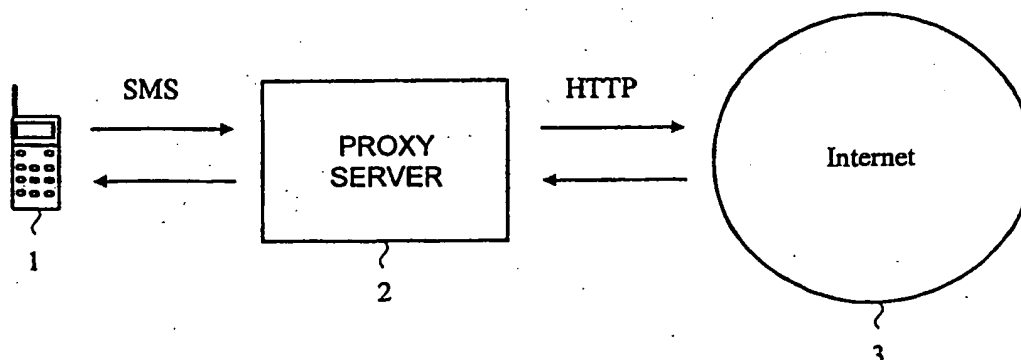 SMS
HTTP
PROXY
SERVER
Internet
1
2
3